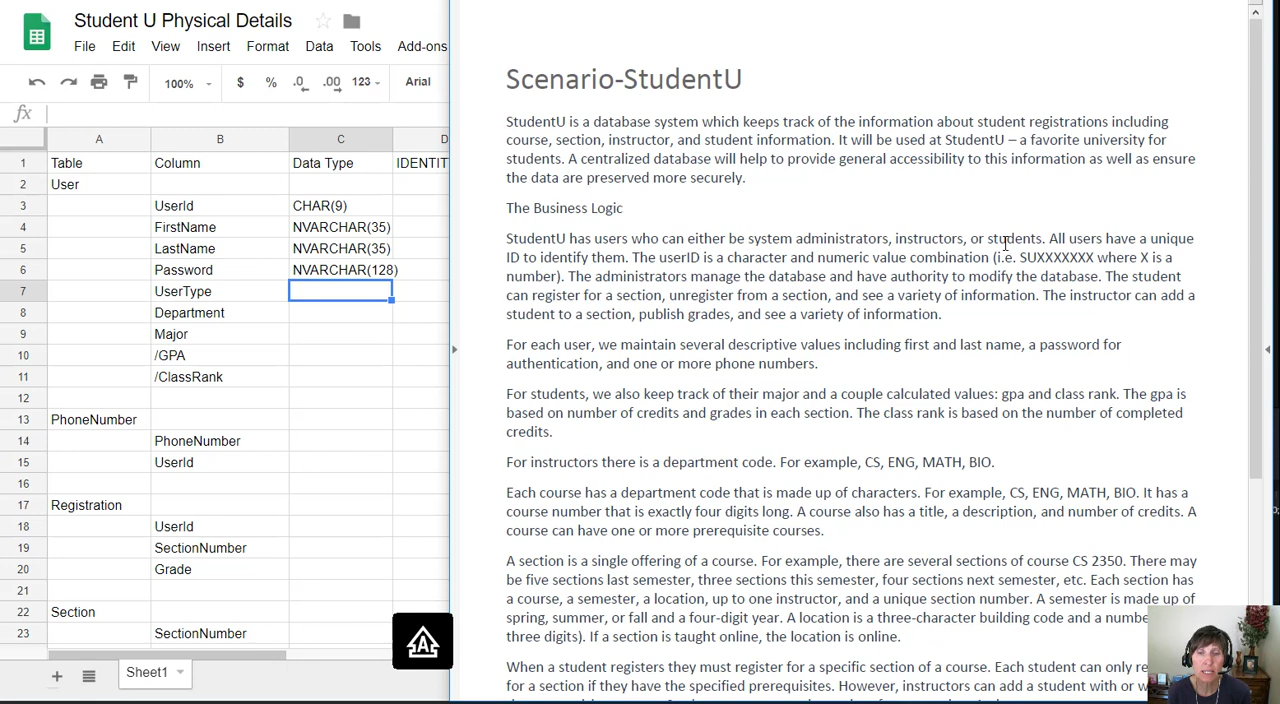 Student U Physical Details
File Edit View Insert Format Data Tools Add-ons
100% $ % .0 .00 123 Arial
fx
A B C D
1 Table Column Data Type IDENTIT
2 User
3 UserId CHAR(9)
4 FirstName NVARCHAR(35)
5 LastName NVARCHAR(35)
6 Password NVARCHAR(128)
7 UserType
8 Department
9 Major
10 /GPA
11 /ClassRank
12
13 PhoneNumber
14 PhoneNumber
15 UserId
16
17 Registration
18 UserId
19 SectionNumber
20 Grade
21
22 Section
23 SectionNumber
Sheet1
A
Scenario-StudentU
StudentU is a database system which keeps track of the information about student registrations including
course, section, instructor, and student information. It will be used at StudentU – a favorite university for
students. A centralized database will help to provide general accessibility to this information as well as ensure
the data are preserved more securely.
The Business Logic
StudentU has users who can either be system administrators, instructors, or students. All users have a unique
ID to identify them. The userID is a character and numeric value combination (i.e. SUXXXXXXX where X is a
number). The administrators manage the database and have authority to modify the database. The student
can register for a section, unregister from a section, and see a variety of information. The instructor can add a
student to a section, publish grades, and see a variety of information.
For each user, we maintain several descriptive values including first and last name, a password for
authentication, and one or more phone numbers.
For students, we also keep track of their major and a couple calculated values: gpa and class rank. The gpa is
based on number of credits and grades in each section. The class rank is based on the number of completed
credits.
For instructors there is a department code. For example, CS, ENG, MATH, BIO.
Each course has a department code that is made up of characters. For example, CS, ENG, MATH, BIO. It has a
course number that is exactly four digits long. A course also has a title, a description, and number of credits. A
course can have one or more prerequisite courses.
A section is a single offering of a course. For example, there are several sections of course CS 2350. There may
be five sections last semester, three sections this semester, four sections next semester, etc. Each section has
a course, a semester, a location, up to one instructor, and a unique section number. A semester is made up of
spring, summer, or fall and a four-digit year. A location is a three-character building code and a numbe
three digits). If a section is taught online, the location is online.
When a student registers they must register for a specific section of a course. Each student can only re
for a section if they have the specified prerequisites. However, instructors can add a student with or w